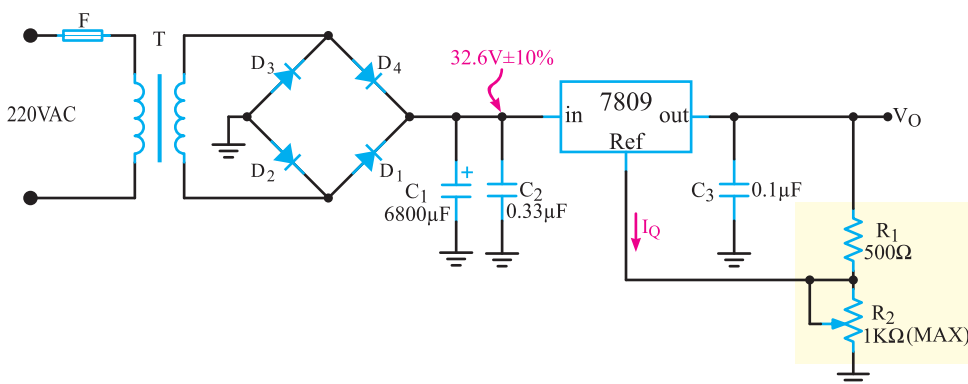 F
T
220VAC
D3
D4
D2
D1
32.6V±10%
C1
6800μF
+
C2
0.33μF
7809
in
out
Ref
IQ
C3
0.1μF
VO
R1
500Ω
R2
1KΩ(MAX)